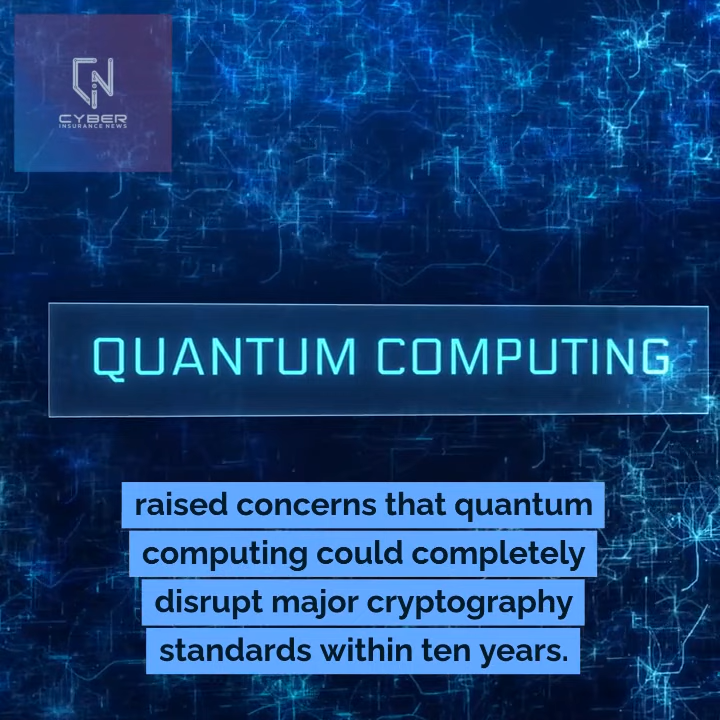 CYBER
INSURANCE NEWS
QUANTUM COMPUTING
raised concerns that quantum
computing could completely
disrupt major cryptography
standards within ten years.